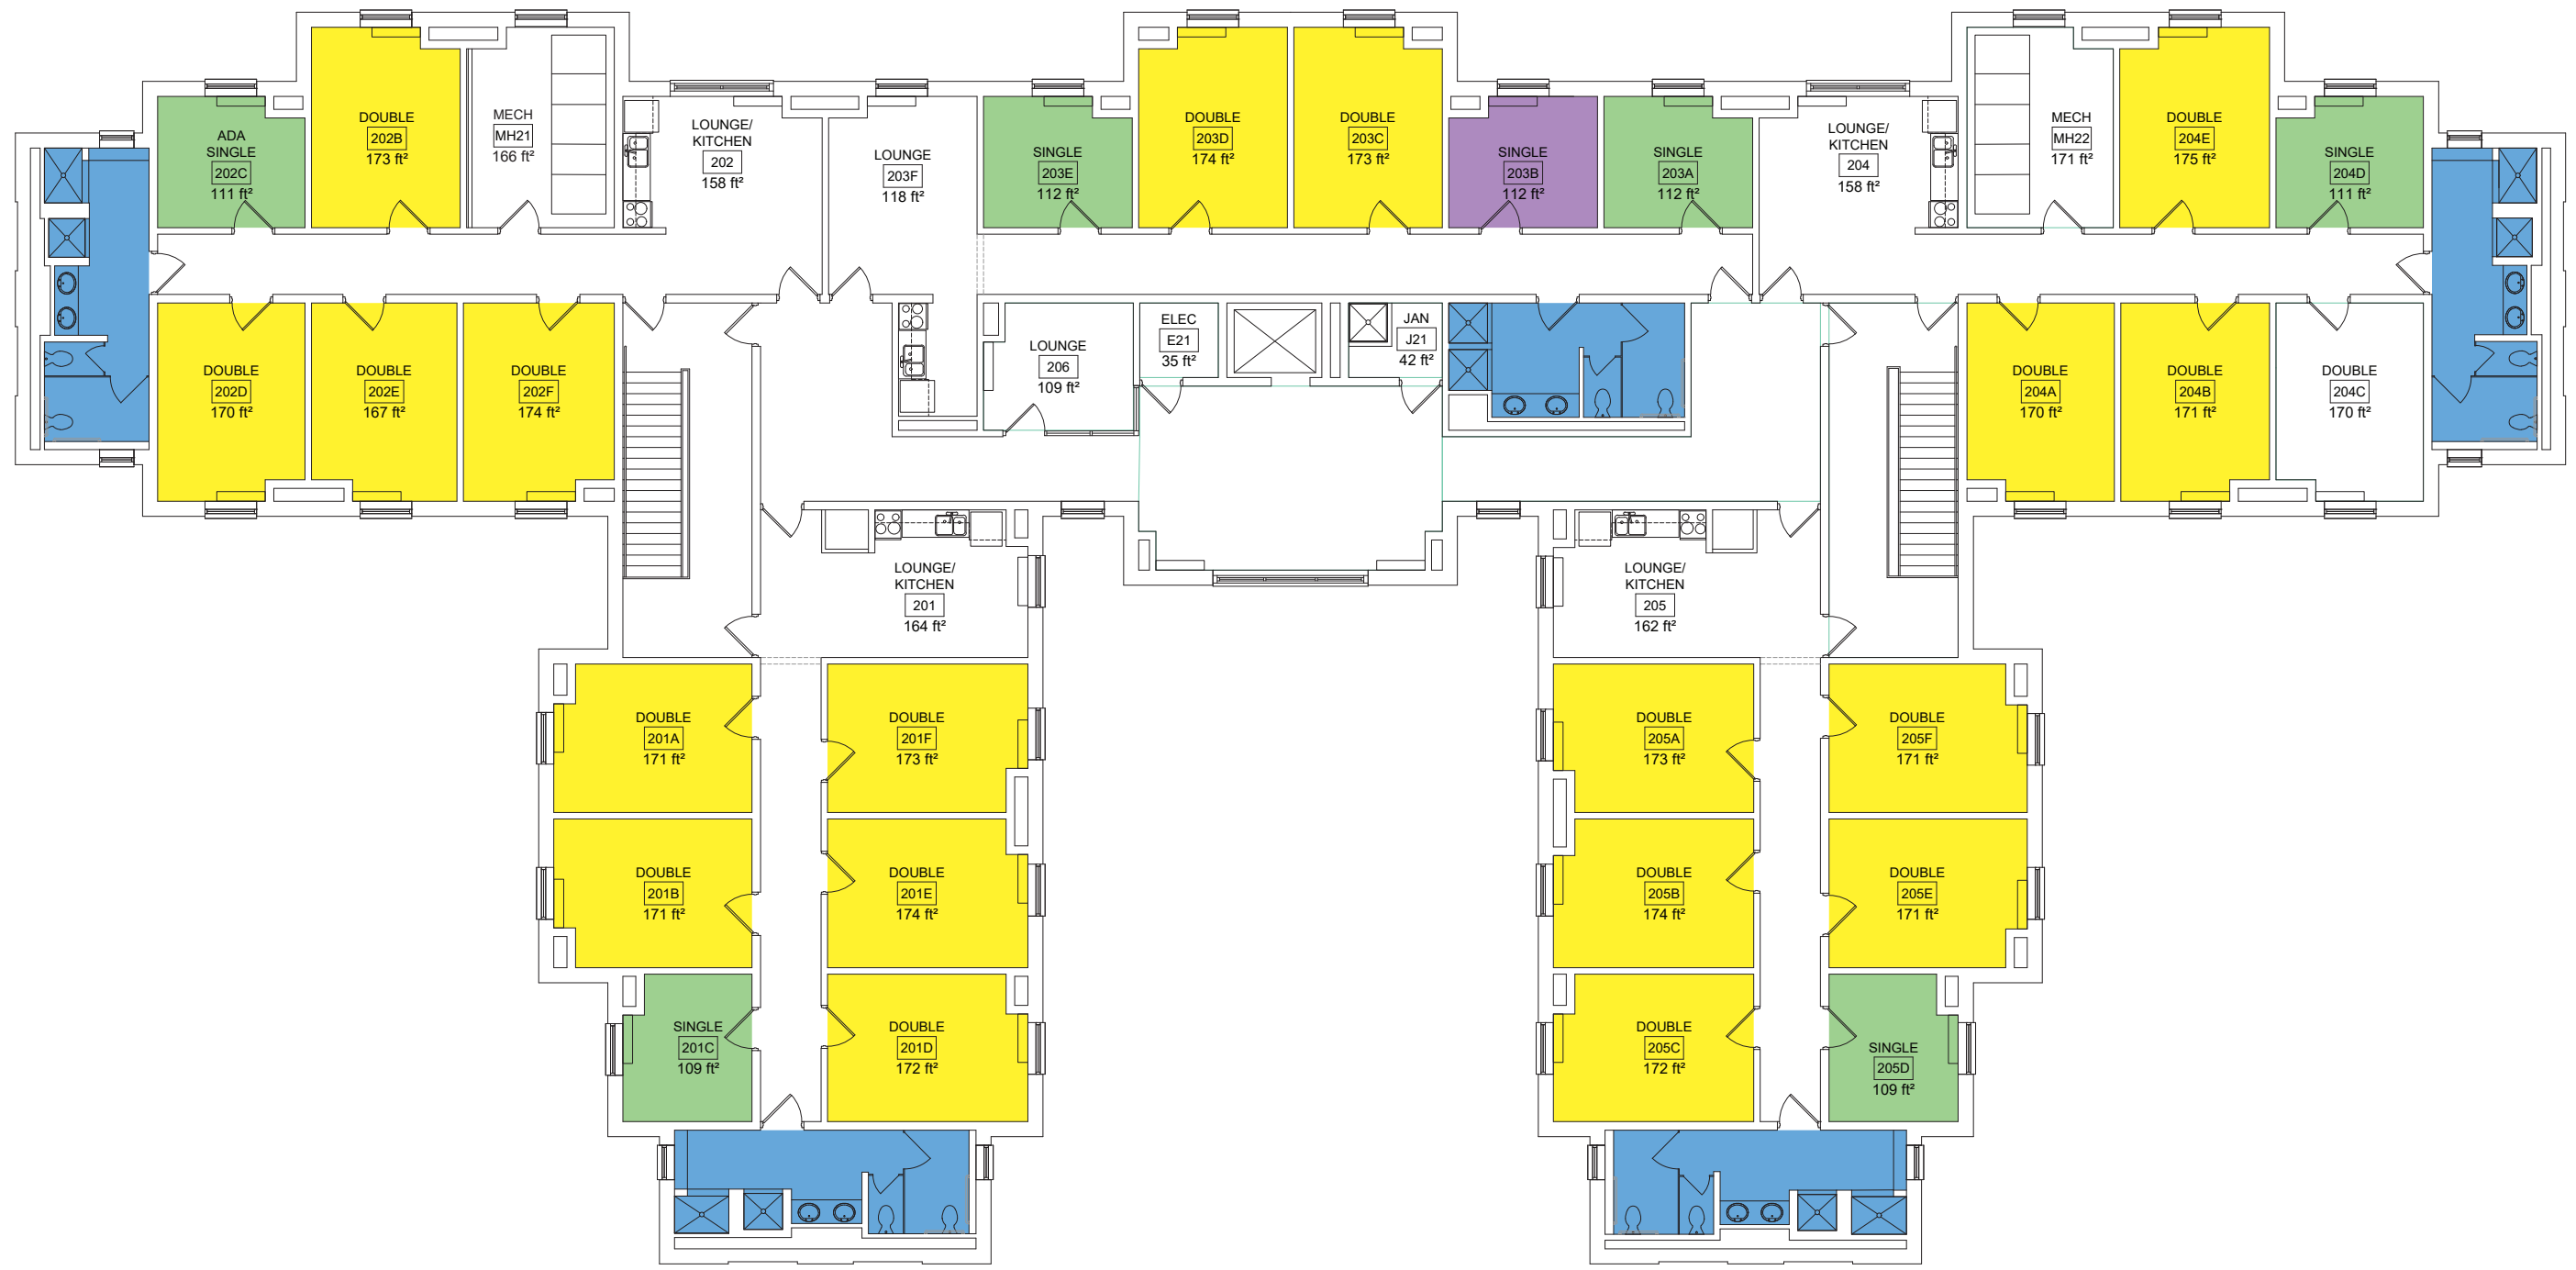 ADA
SINGLE
202C
111 ft²
DOUBLE
202B
173 ft²
MECH
MH21
166 ft²
LOUNGE/
KITCHEN
202
158 ft²
LOUNGE
203F
118 ft²
SINGLE
203E
112 ft²
DOUBLE
203D
174 ft²
DOUBLE
203C
173 ft²
SINGLE
203B
112 ft²
SINGLE
203A
112 ft²
LOUNGE/
KITCHEN
204
158 ft²
MECH
MH22
171 ft²
DOUBLE
204E
175 ft²
SINGLE
204D
111 ft²
DOUBLE
202D
170 ft²
DOUBLE
202E
167 ft²
DOUBLE
202F
174 ft²
LOUNGE
206
109 ft²
ELEC
E21
35 ft²
JAN
J21
42 ft²
DOUBLE
204A
170 ft²
DOUBLE
204B
171 ft²
DOUBLE
204C
170 ft²
LOUNGE/
KITCHEN
201
164 ft²
LOUNGE/
KITCHEN
205
162 ft²
DOUBLE
201A
171 ft²
DOUBLE
201F
173 ft²
DOUBLE
205A
173 ft²
DOUBLE
205F
171 ft²
DOUBLE
201B
171 ft²
DOUBLE
201E
174 ft²
DOUBLE
205B
174 ft²
DOUBLE
205E
171 ft²
SINGLE
201C
109 ft²
DOUBLE
201D
172 ft²
DOUBLE
205C
172 ft²
SINGLE
205D
109 ft²